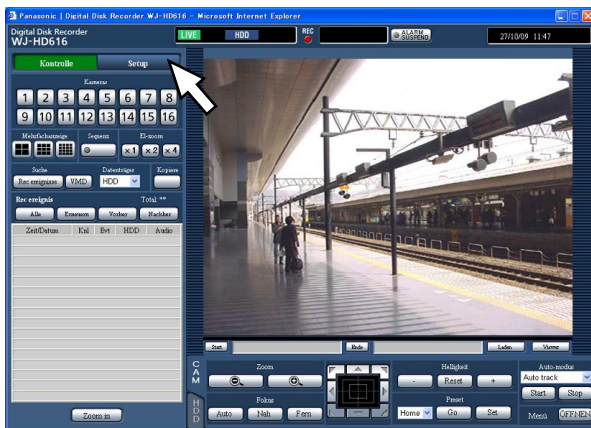 Panasonic | Digital Disk Recorder WJ-HD616 - Microsoft Internet Explorer
Digital Disk Recorder
WJ-HD616
LIVE HDD REC ALARM SUSPEND 27/10/09 11:47
Kontrolle Setup
Kameras
1 2 3 4 5 6 7 8
9 10 11 12 13 14 15 16
Mehrfachanzeige Sequenz El-zoom
x1 x2 x4
Suche Datenträger Kopiere
Rec ereignisse VMD HDD
Rec ereignis Total: **
Alle Erneuern Vorher Nachher
Zeit/Datum Knl Evt HDD Audio
Zoom in
Start Ende Laden Viewer
CAM
HDD
Zoom Helligkeit Auto-modus
- Reset + Auto track
Fokus Preset Start Stop
Auto Nah Fern Home Go Set Menü ÖFFNEN